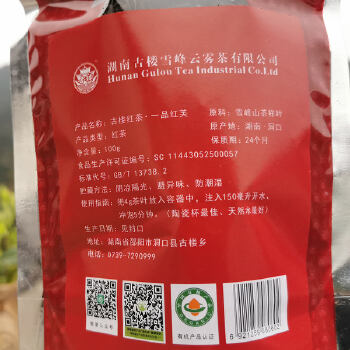 湖南古楼雪峰云雾茶有限公司
Hunan Gulou Tea Industrial Co.Ltd
产品名称:古楼红茶·一品红芙
原料:雪峰山茶鲜叶
产品类型:红茶
原产地:湖南·洞口
净含量:100g
保质期:24个月
食品生产许可证编号:SC 11443052500057
标准代号:GB/T 13738.2
贮藏方法:阴凉隔光、避异味、防潮湿
使用指南:兑4g茶叶放入容器中,注入150毫升开水,
冲泡5分钟。(陶瓷杯最佳、天然水最好)
生产日期:见封口
地址:湖南省邵阳市洞口县古楼乡
电话:0739-7290999
有机产品认证